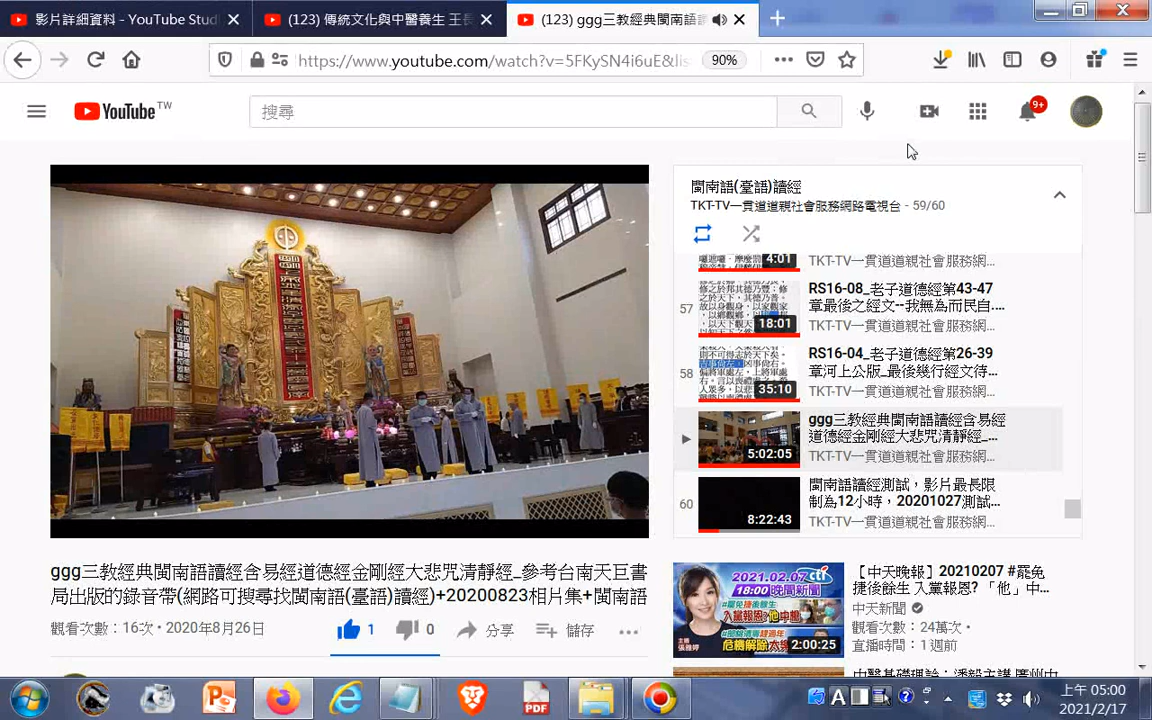 影片詳細資料 - YouTube Stud
(123) 傳統文化與中醫養生 王長
(123) ggg三教經典閩南語讀
https://www.youtube.com/watch?v=5FKySN4i6uE&lis
90%
YouTube TW
搜尋
9+
閩南語(臺語)讀經
TKT-TV一貫道道親社會服務網路電視台 - 59/60
4:01
TKT-TV一貫道道親社會服務網...
57
18:01
RS16-08_老子道德經第43-47
章最後之經文--我無為而民自....
TKT-TV一貫道道親社會服務網...
58
35:10
RS16-04_老子道德經第26-39
章河上公版_最後幾行經文待...
TKT-TV一貫道道親社會服務網...
5:02:05
ggg三教經典閩南語讀經含易經
道德經金剛經大悲咒清靜經_...
TKT-TV一貫道道親社會服務網...
60
8:22:43
閩南語讀經測試，影片最長限
制為12小時，20201027測試...
TKT-TV一貫道道親社會服務網...
ggg三教經典閩南語讀經含易經道德經金剛經大悲咒清靜經_參考台南天巨書
局出版的錄音帶(網路可搜尋找閩南語(臺語)讀經)+20200823相片集+閩南語
觀看次數：16次 • 2020年8月26日
1
0
分享
儲存
2021.02.07 cti
18:00晚間新聞
2:00:25
【中天晚報】20210207 #罷免
捷後餘生 入黨報恩? 「他」中...
中天新聞
觀看次數：24萬次 •
直播時間：1 週前
上午 05:00
2021/2/17